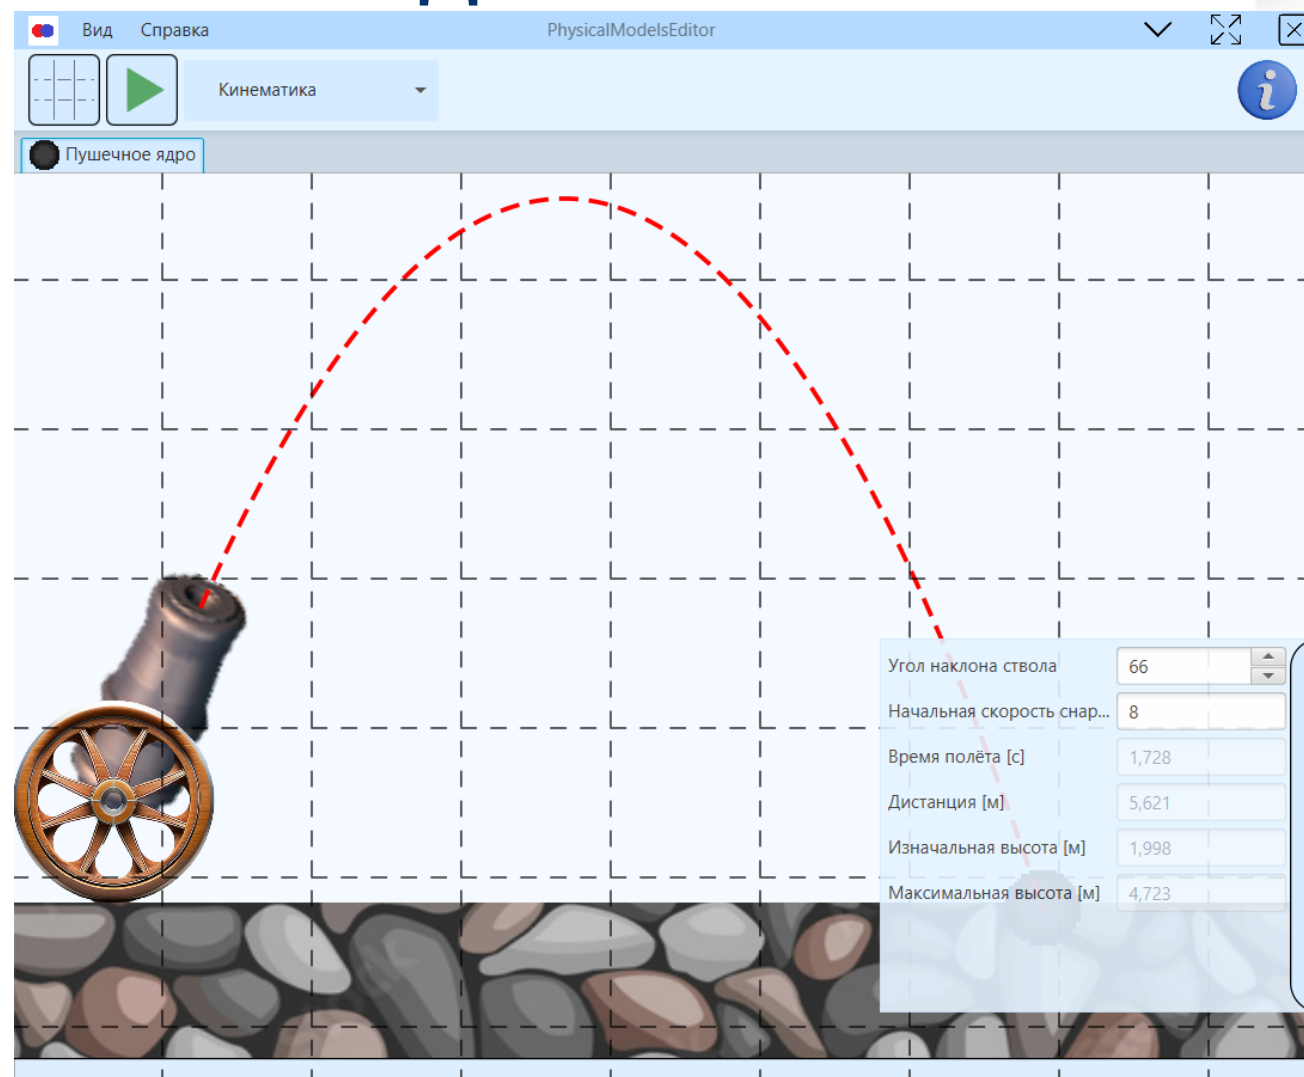 Вид Справка PhysicalModelsEditor
Кинематика
Пушечное ядро
Угол наклона ствола 66
Начальная скорость снар... 8
Время полёта [с] 1,728
Дистанция [м] 5,621
Изначальная высота [м] 1,998
Максимальная высота [м] 4,723